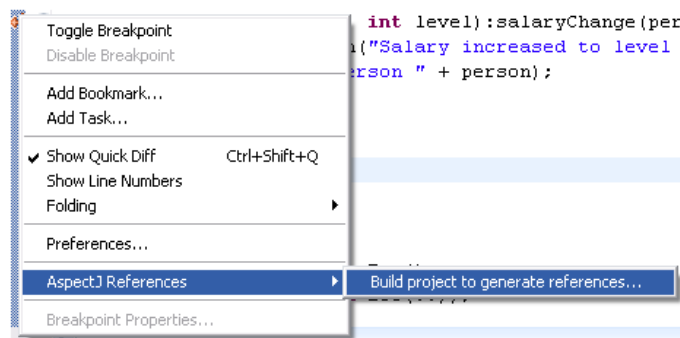 Toggle Breakpoint
int level):salaryChange(per
Disable Breakpoint
("Salary increased to level
Add Bookmark...
erson " + person);
Add Task...
Show Quick Diff Ctrl+Shift+Q
Show Line Numbers
Folding
Preferences...
AspectJ References
Build project to generate references...
Breakpoint Properties...